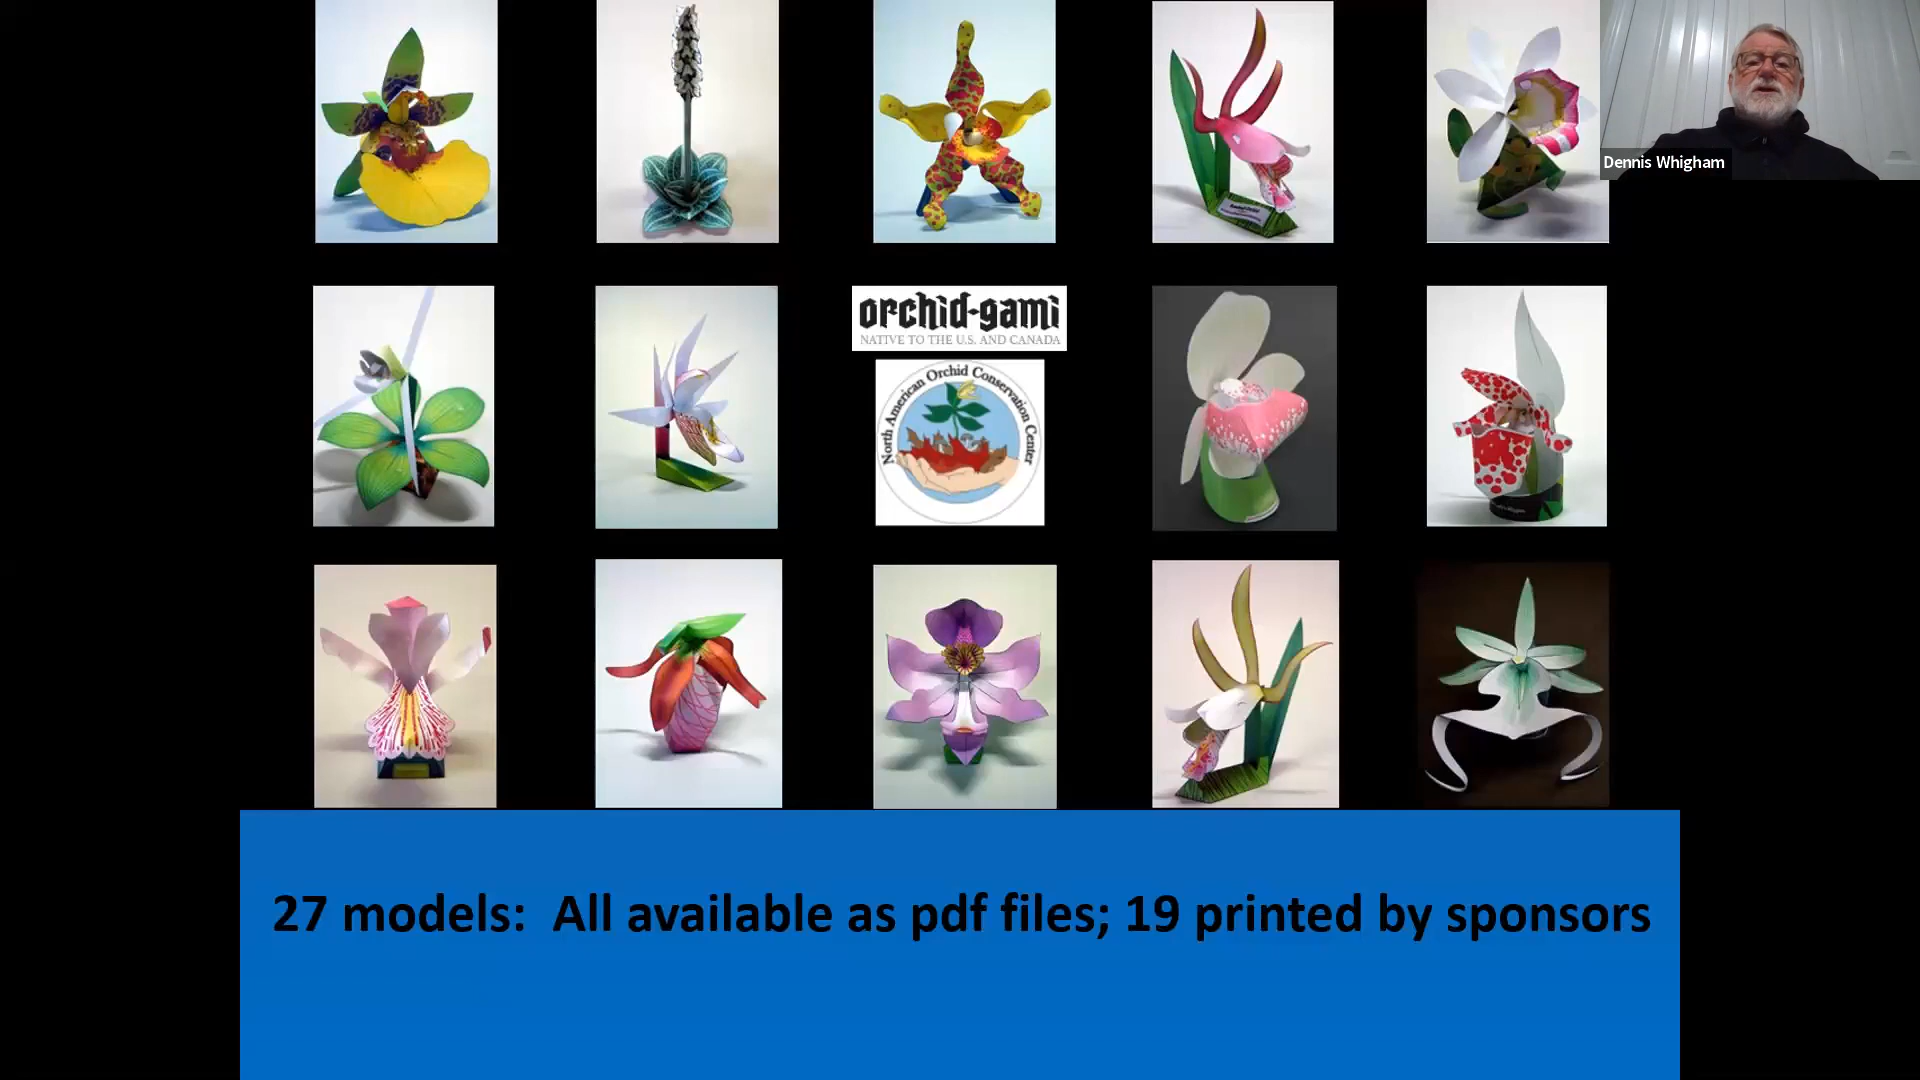 Dennis Whigham
orchid-gami
NATIVE TO THE U.S. AND CANADA
North American Orchid Conservation Center
27 models:  All available as pdf files; 19 printed by sponsors